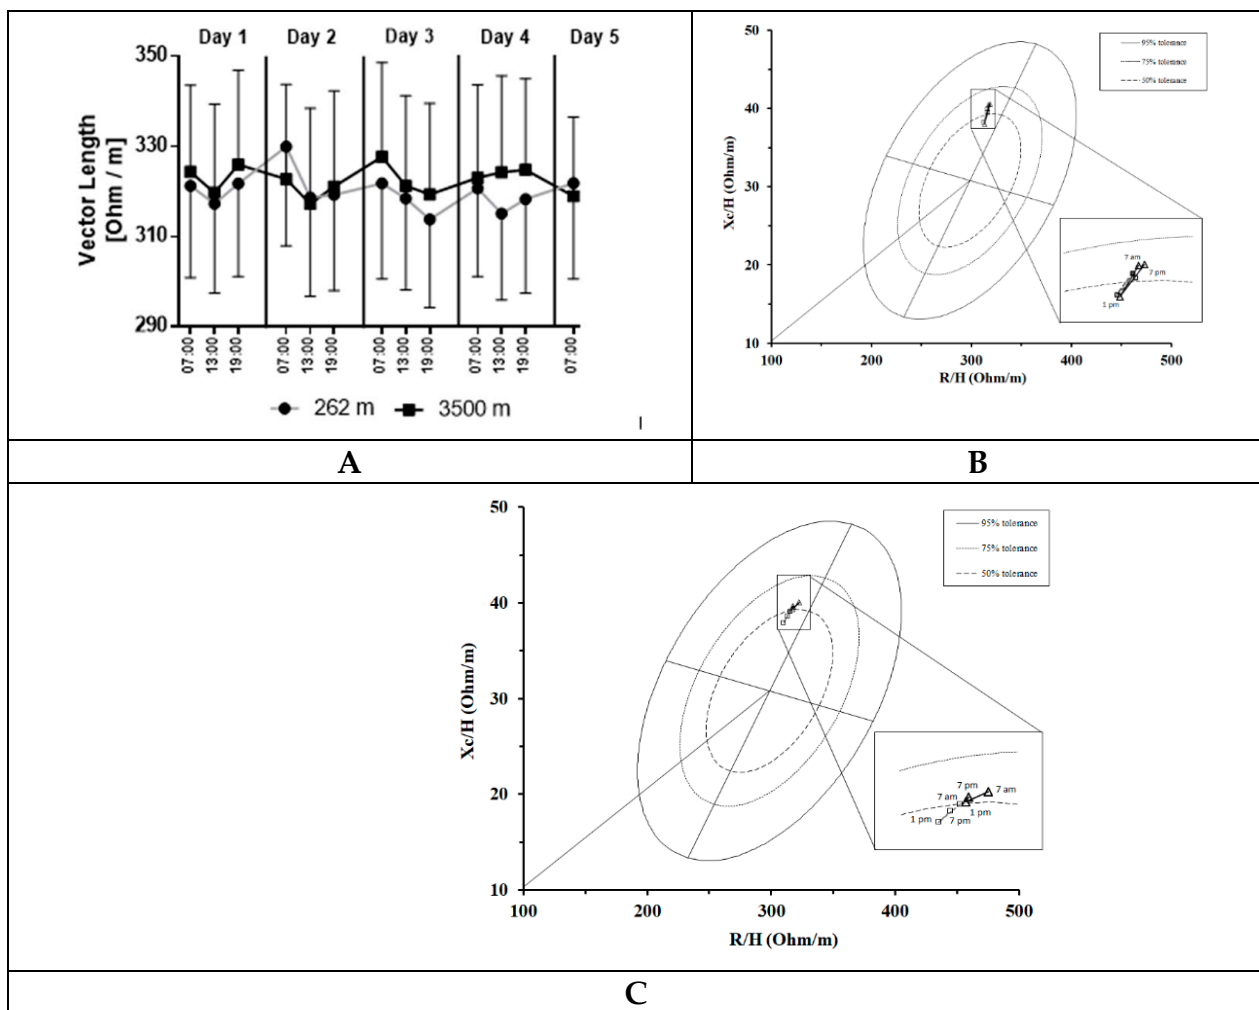 Day 1 Day 2 Day 3 Day 4 Day 5
350
330
310
290
Vector Length
[Ohm / m]
07:00 13:00 19:00 07:00 13:00 19:00 07:00 13:00 19:00 07:00 13:00 19:00 07:00
262 m 3500 m
A
50
40
30
20
10
Xc/H (Ohm/m)
100 200 300 400 500
R/H (Ohm/m)
95% tolerance
75% tolerance
50% tolerance
7 am
7 pm
1 pm
B
50
40
30
20
10
Xc/H (Ohm/m)
100 200 300 400 500
R/H (Ohm/m)
95% tolerance
75% tolerance
50% tolerance
7 pm
7 am 7 am
1 pm 7 pm 1 pm
C